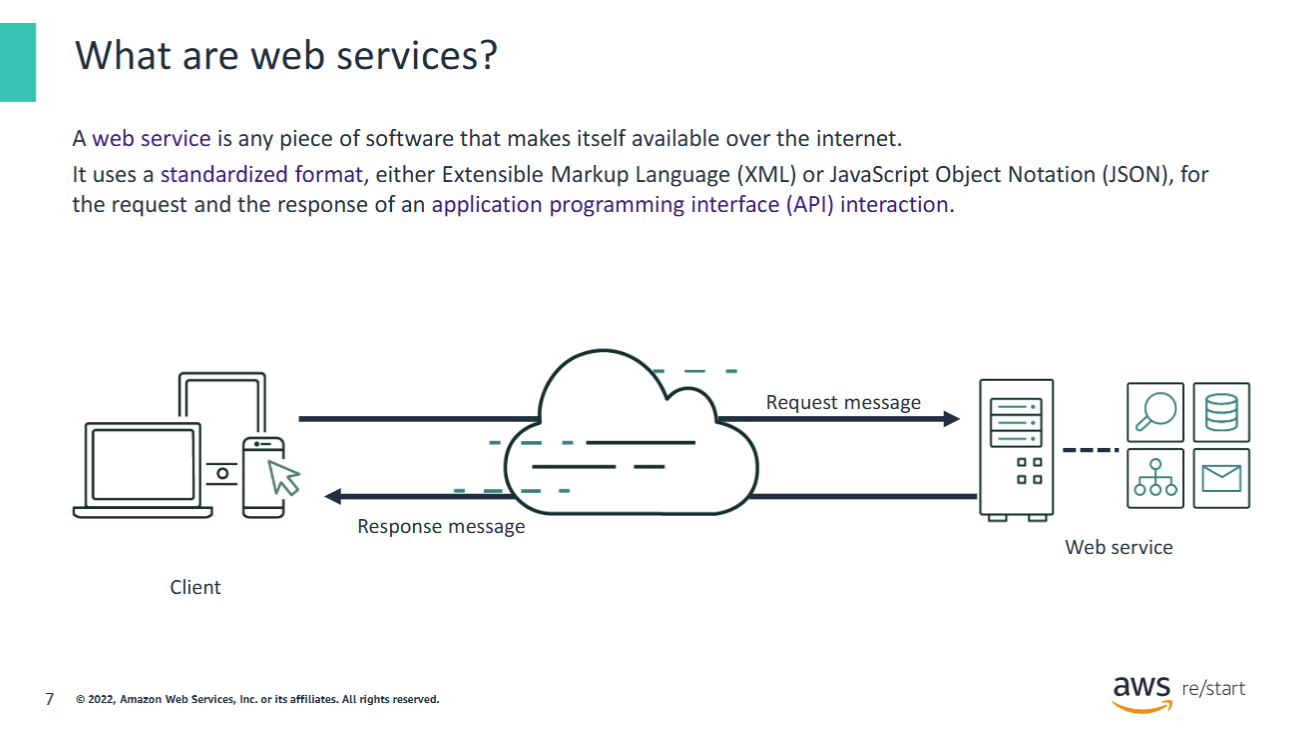 What are web services?
A web service is any piece of software that makes itself available over the internet.
It uses a standardized format, either Extensible Markup Language (XML) or JavaScript Object Notation (JSON), for
the request and the response of an application programming interface (API) interaction.
Request message
Response message
Web service
Client
7 © 2022, Amazon Web Services, Inc. or its affiliates. All rights reserved.
aws re/start